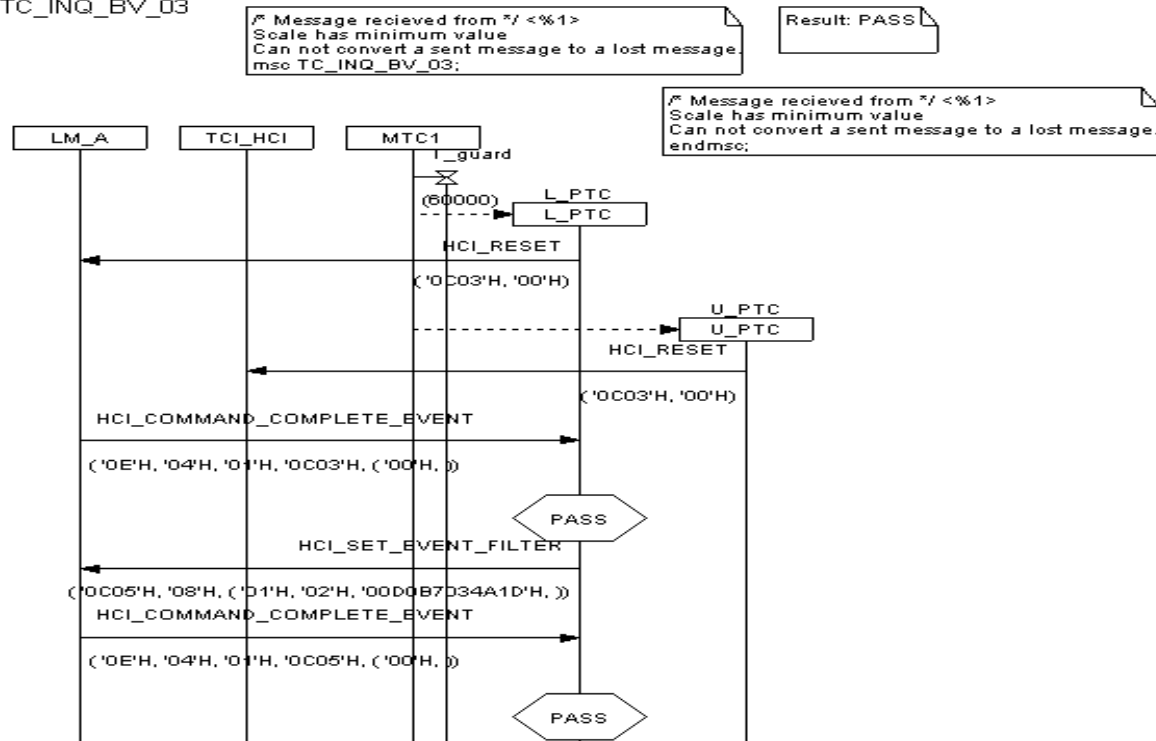 TC_INQ_BV_03
/* Message recieved from */ <%1>
Scale has minimum value
Can not convert a sent message to a lost message.
msc TC_INQ_BV_03;
Result: PASS
/* Message recieved from */ <%1>
Scale has minimum value
Can not convert a sent message to a lost message.
endmsc;
LM_A
TCI_HCI
MTC1
T_guard
(60000)
L_PTC
L_PTC
HCI_RESET
('0C03'H, '00'H)
U_PTC
U_PTC
HCI_RESET
('0C03'H, '00'H)
HCI_COMMAND_COMPLETE_EVENT
('0E'H, '04'H, '01'H, '0C03'H, ('00'H, ))
PASS
HCI_SET_EVENT_FILTER
('0C05'H, '08'H, ('01'H, '02'H, '00D0B7034A1D'H, ))
HCI_COMMAND_COMPLETE_EVENT
('0E'H, '04'H, '01'H, '0C05'H, ('00'H, ))
PASS